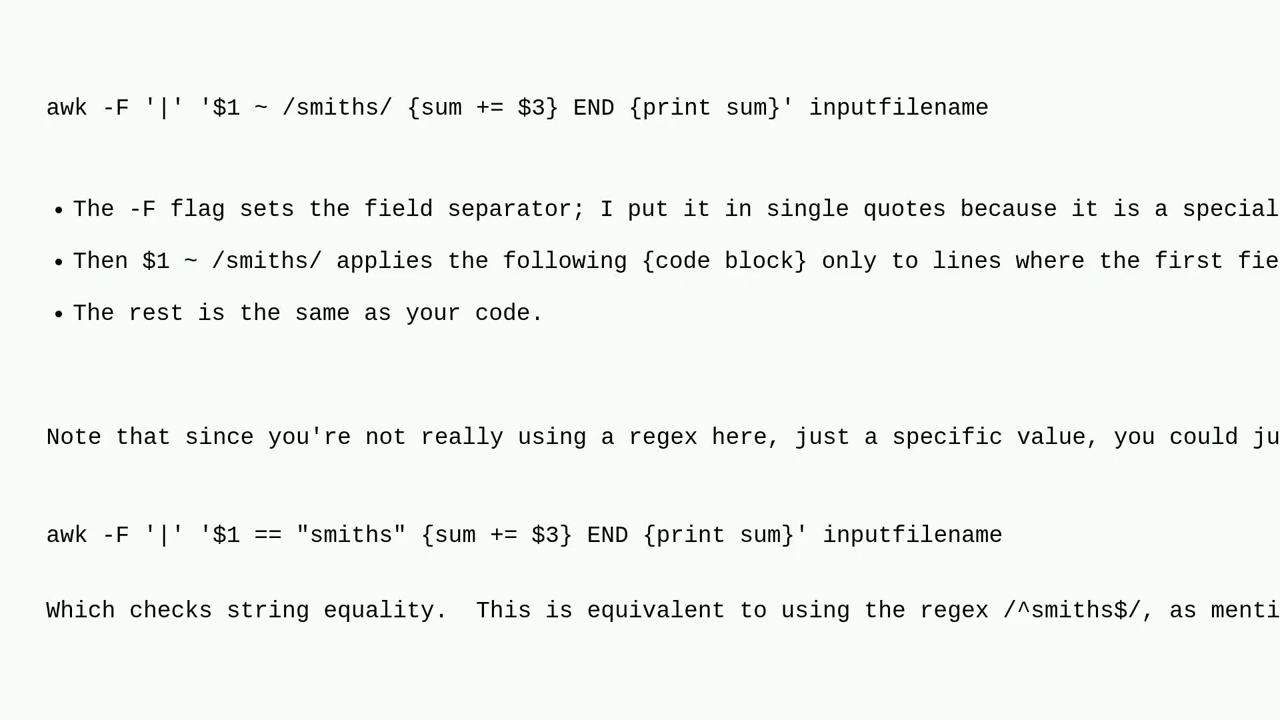 awk -F '|' '$1 ~ /smiths/ {sum += $3} END {print sum}' inputfilename
• The -F flag sets the field separator; I put it in single quotes because it is a special
• Then $1 ~ /smiths/ applies the following {code block} only to lines where the first
• The rest is the same as your code.
Note that since you're not really using a regex here, just a specific value, you could
awk -F '|' '$1 == "smiths" {sum += $3} END {print sum}' inputfilename
Which checks string equality.  This is equivalent to using the regex /^smiths$/, as